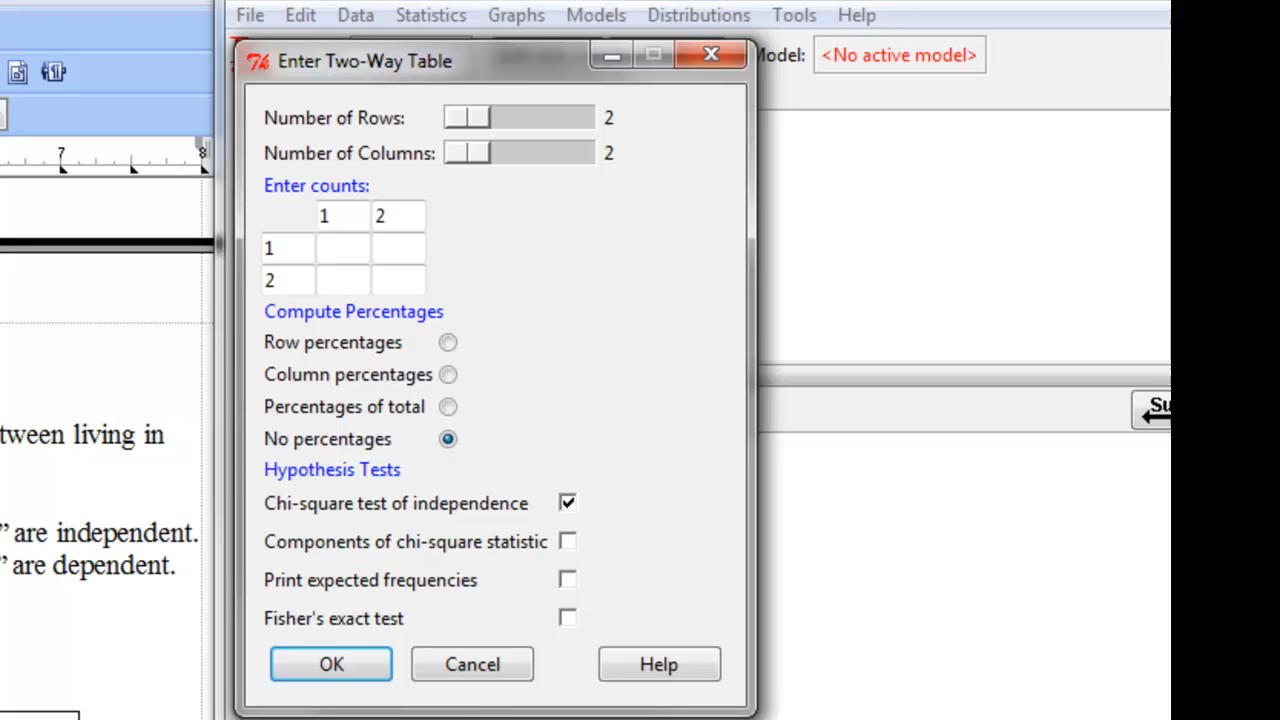 File Edit Data Statistics Graphs Models Distributions Tools Help
Enter Two-Way Table
Model: <No active model>
Number of Rows: 2
Number of Columns: 2
Enter counts:
1 2
1
2
Compute Percentages
Row percentages
Column percentages
Percentages of total
No percentages
Hypothesis Tests
Chi-square test of independence
Components of chi-square statistic
Print expected frequencies
Fisher's exact test
OK Cancel Help
7 8
tween living in
” are independent.
” are dependent.
Su